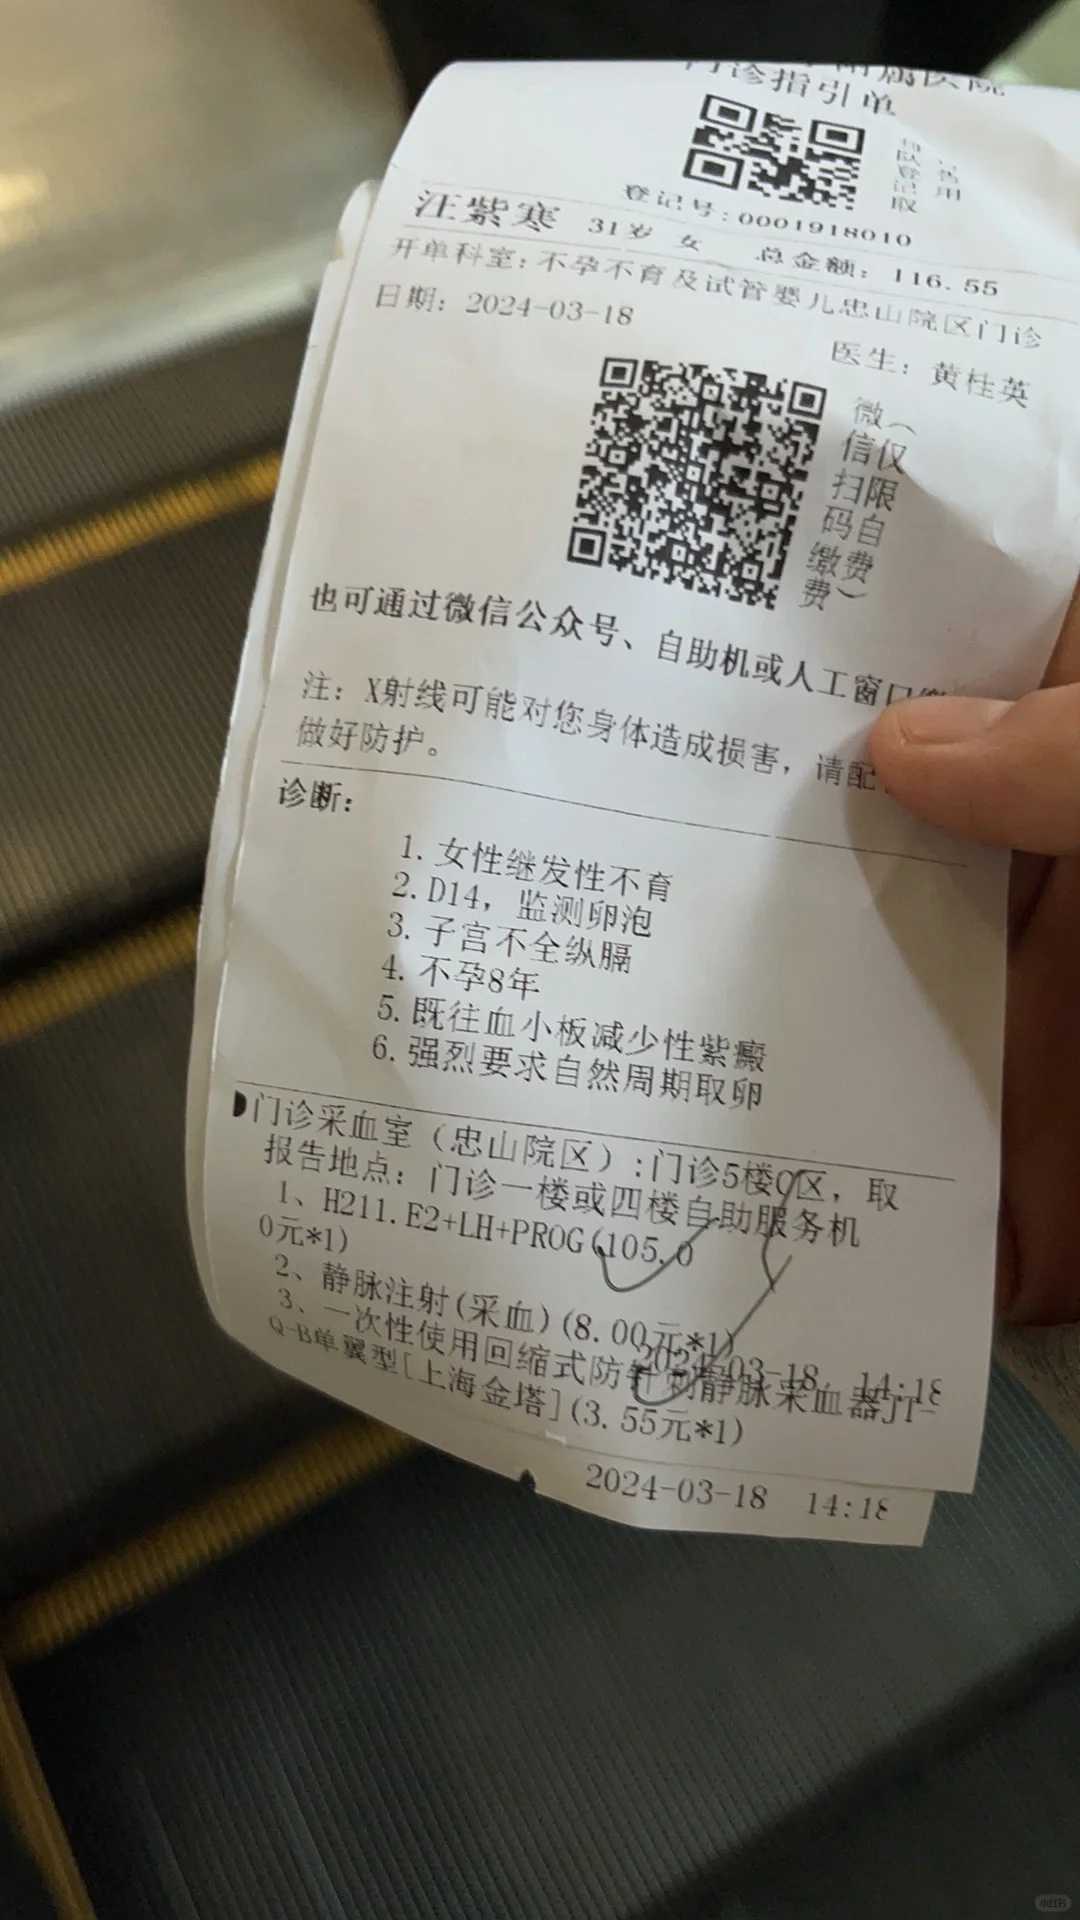 附属医院
门诊指引单
登记号:0001918010
汪紫寒 31岁 女 总金额: 116.55
开单科室: 不孕不育及试管婴儿忠山院区门诊
日期: 2024-03-18
医生: 黄桂英
微信扫码缴费
(仅限自费)
也可通过微信公众号、自助机或人工窗口
注: X射线可能对您身体造成损害, 请配
做好防护。
诊断:
1. 女性继发性不育
2. D14, 监测卵泡
3. 子宫不全纵膈
4. 不孕8年
5. 既往血小板减少性紫癜
6. 强烈要求自然周期取卵
门诊采血室 (忠山院区) :门诊5楼C区, 取
报告地点: 门诊一楼或四楼自助服务机
1、H211.E2+LH+PROG(105.0
0元*1)
2、静脉注射(采血)(8.00元*1)
3、一次性使用回缩式防针刺静脉采血器JT-
Q-B单翼型[上海金塔](3.55元*1)
2024-03-18 14:18
2024-03-18 14:18